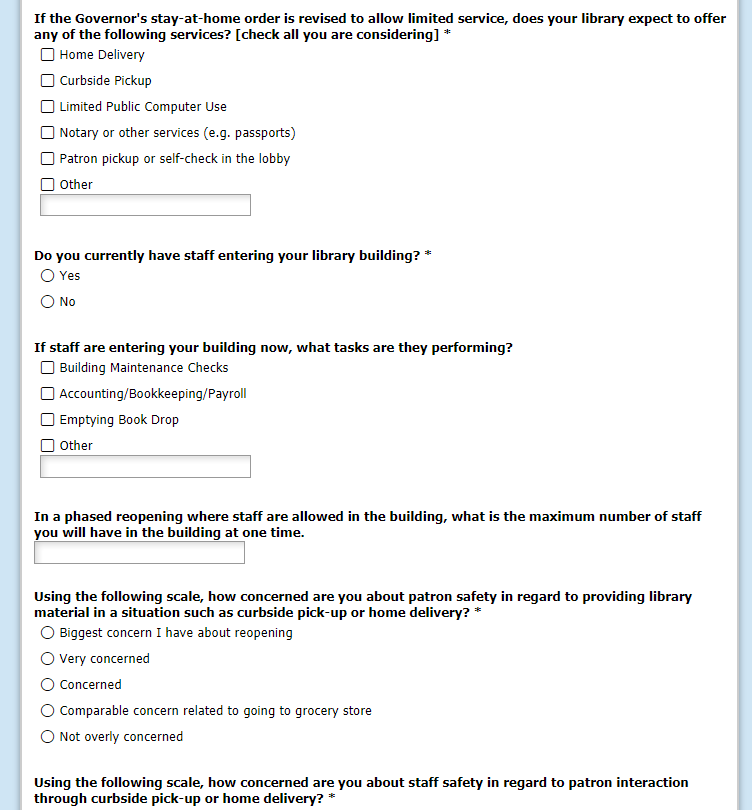 If the Governor's stay-at-home order is revised to allow limited service, does your library expect to offer
any of the following services? [check all you are considering] *
Home Delivery
Curbside Pickup
Limited Public Computer Use
Notary or other services (e.g. passports)
Patron pickup or self-check in the lobby
Other
Do you currently have staff entering your library building? *
Yes
No
If staff are entering your building now, what tasks are they performing?
Building Maintenance Checks
Accounting/Bookkeeping/Payroll
Emptying Book Drop
Other
In a phased reopening where staff are allowed in the building, what is the maximum number of staff
you will have in the building at one time.
Using the following scale, how concerned are you about patron safety in regard to providing library
material in a situation such as curbside pick-up or home delivery? *
Biggest concern I have about reopening
Very concerned
Concerned
Comparable concern related to going to grocery store
Not overly concerned
Using the following scale, how concerned are you about staff safety in regard to patron interaction
through curbside pick-up or home delivery? *